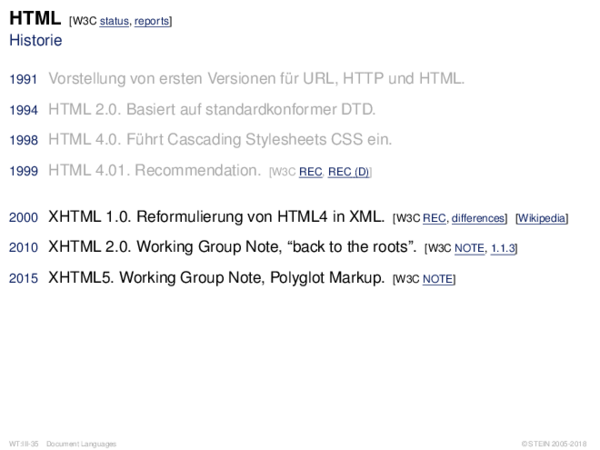 HTML [W3C status, reports]
Historie
1991 Vorstellung von ersten Versionen für URL, HTTP und HTML.
1994 HTML 2.0. Basiert auf standardkonformer DTD.
1998 HTML 4.0. Führt Cascading Stylesheets CSS ein.
1999 HTML 4.01. Recommendation. [W3C REC, REC (D)]
2000 XHTML 1.0. Reformulierung von HTML4 in XML. [W3C REC, differences] [Wikipedia]
2010 XHTML 2.0. Working Group Note, “back to the roots”. [W3C NOTE, 1.1.3]
2015 XHTML5. Working Group Note, Polyglot Markup. [W3C NOTE]
WT:III-35 Document Languages © STEIN 2005-2018